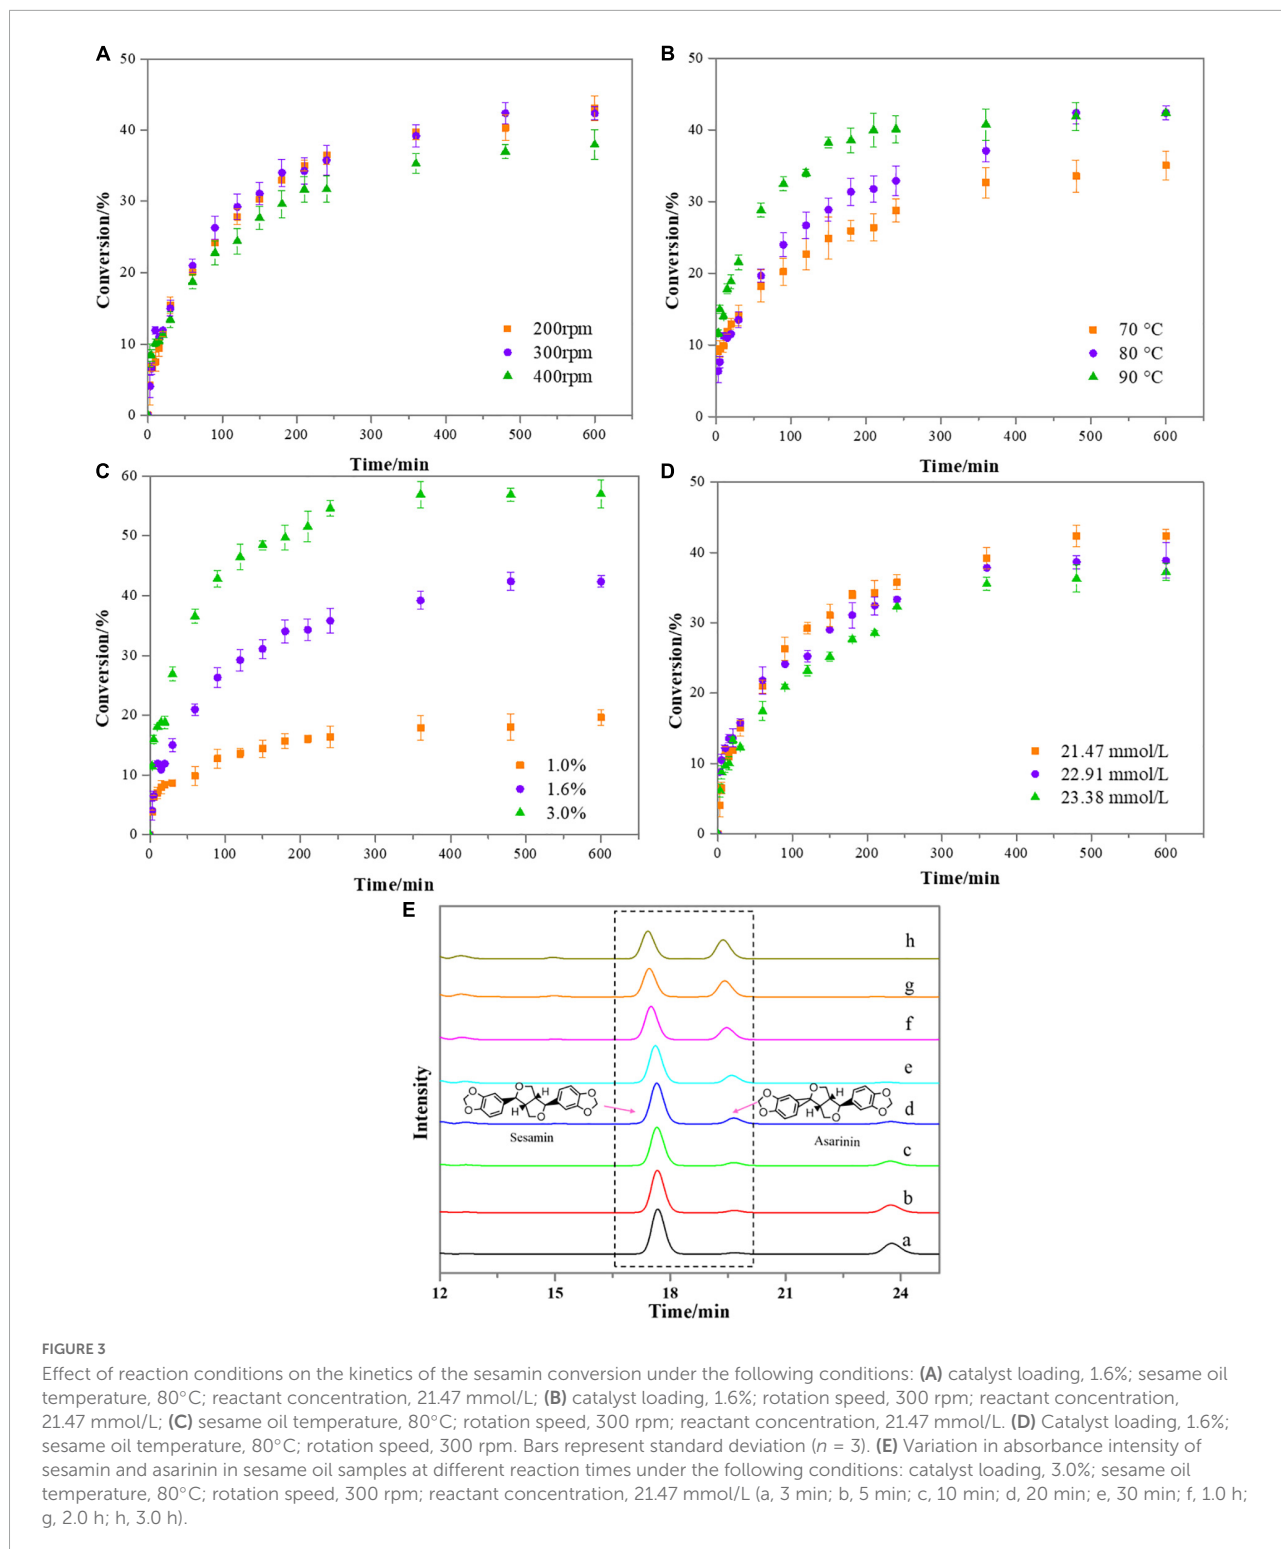 A
50
40
30
20
10
0
Conversion/%
200rpm
300rpm
400rpm
0 100 200 300 400 500 600
Time/min
B
50
40
30
20
10
0
Conversion/%
70 °C
80 °C
90 °C
0 100 200 300 400 500 600
Time/min
C
60
50
40
30
20
10
0
Conversion/%
1.0%
1.6%
3.0%
0 100 200 300 400 500 600
Time/min
D
50
40
30
20
10
0
Conversion/%
21.47 mmol/L
22.91 mmol/L
23.38 mmol/L
0 100 200 300 400 500 600
Time/min
E
Intensity
h
g
f
e
d
c
b
a
O O H H O O O
Sesamin
O O H H O O O
Asarinin
12 15 18 21 24
Time/min
FIGURE 3
Effect of reaction conditions on the kinetics of the sesamin conversion under the following conditions: (A) catalyst loading, 1.6%; sesame oil
temperature, 80°C; reactant concentration, 21.47 mmol/L; (B) catalyst loading, 1.6%; rotation speed, 300 rpm; reactant concentration,
21.47 mmol/L; (C) sesame oil temperature, 80°C; rotation speed, 300 rpm; reactant concentration, 21.47 mmol/L. (D) Catalyst loading, 1.6%;
sesame oil temperature, 80°C; rotation speed, 300 rpm. Bars represent standard deviation (n = 3). (E) Variation in absorbance intensity of
sesamin and asarinin in sesame oil samples at different reaction times under the following conditions: catalyst loading, 3.0%; sesame oil
temperature, 80°C; rotation speed, 300 rpm; reactant concentration, 21.47 mmol/L (a, 3 min; b, 5 min; c, 10 min; d, 20 min; e, 30 min; f, 1.0 h;
g, 2.0 h; h, 3.0 h).